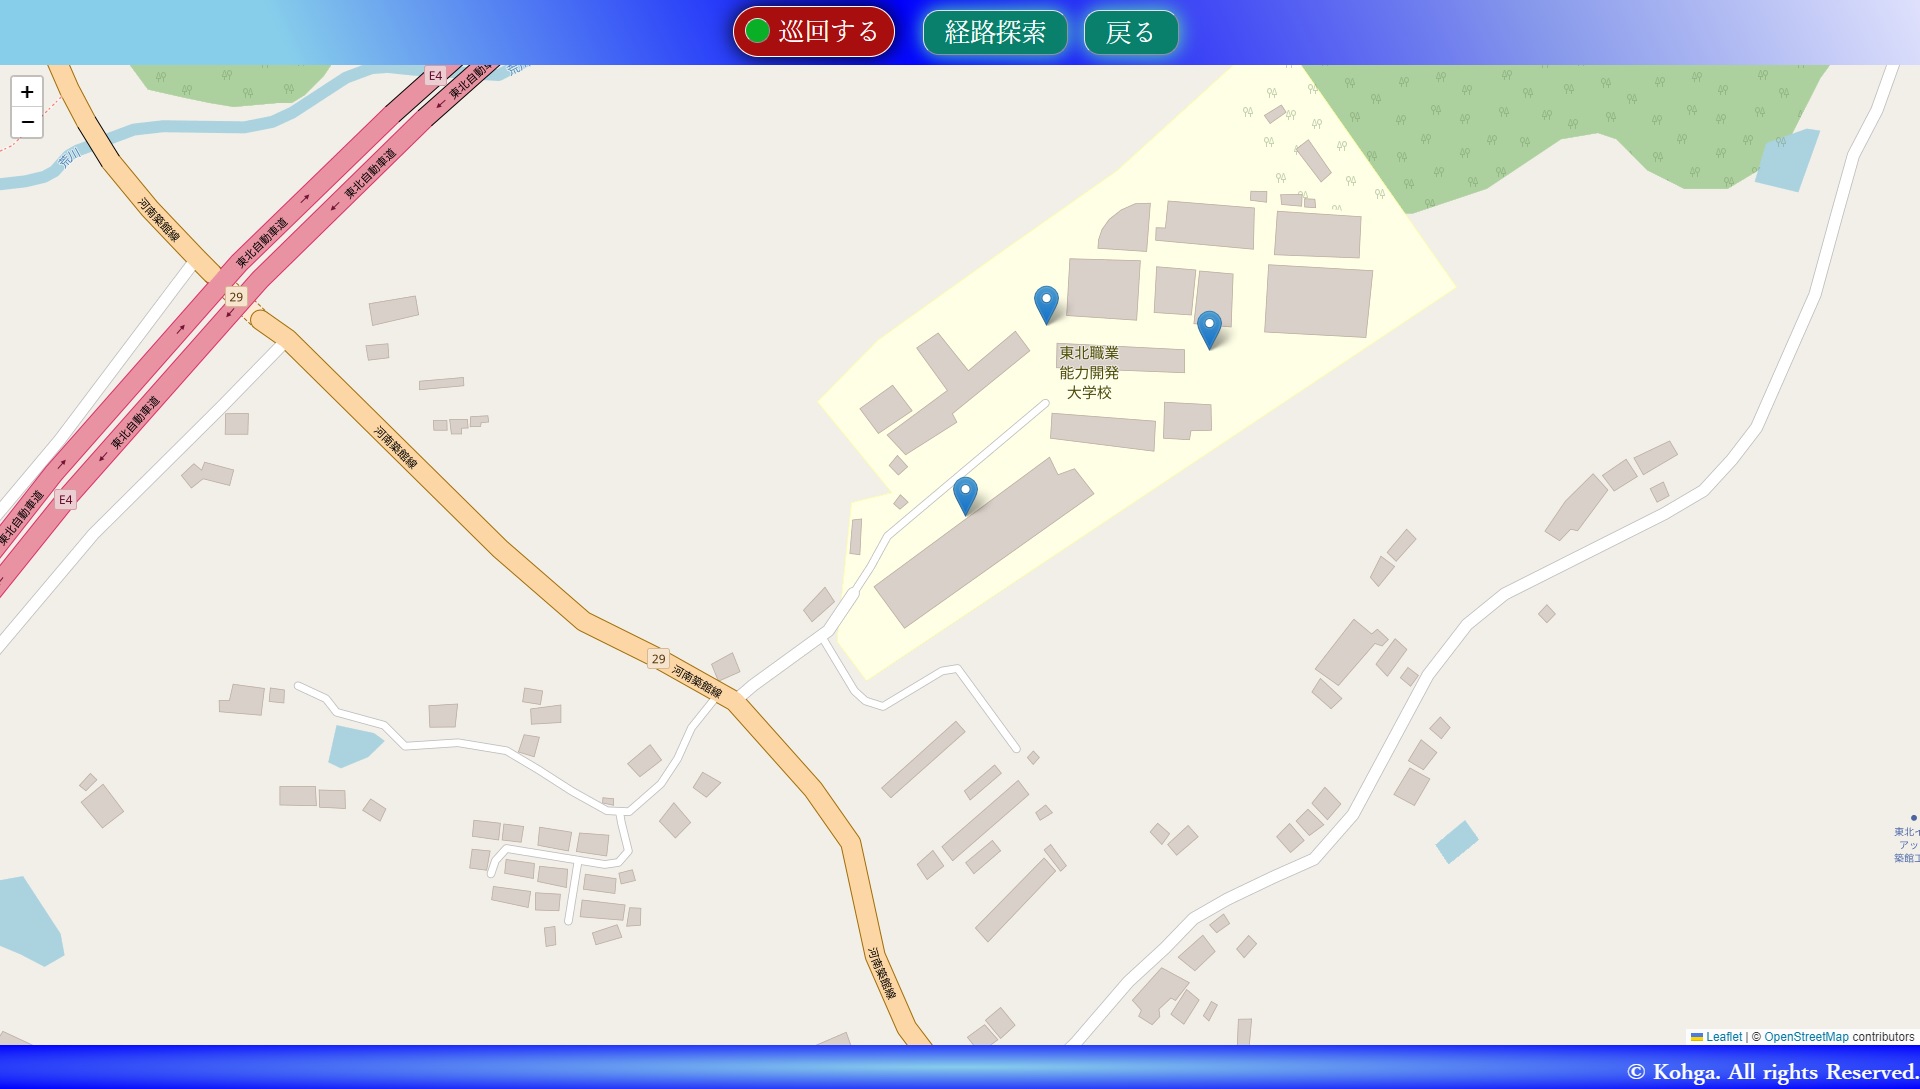 巡回する
経路探索
戻る
+
−
E4
東北自動車道
荒川
荒川
東北自動車道
河南築館線
東北自動車道
29
東北職業
能力開発
大学校
東北自動車道
河南築館線
E4
東北自動車道
29
河南築館線
東北イ
アッ
築館工
河南築館線
Leaflet | © OpenStreetMap contributors
© Kohga. All rights Reserved.